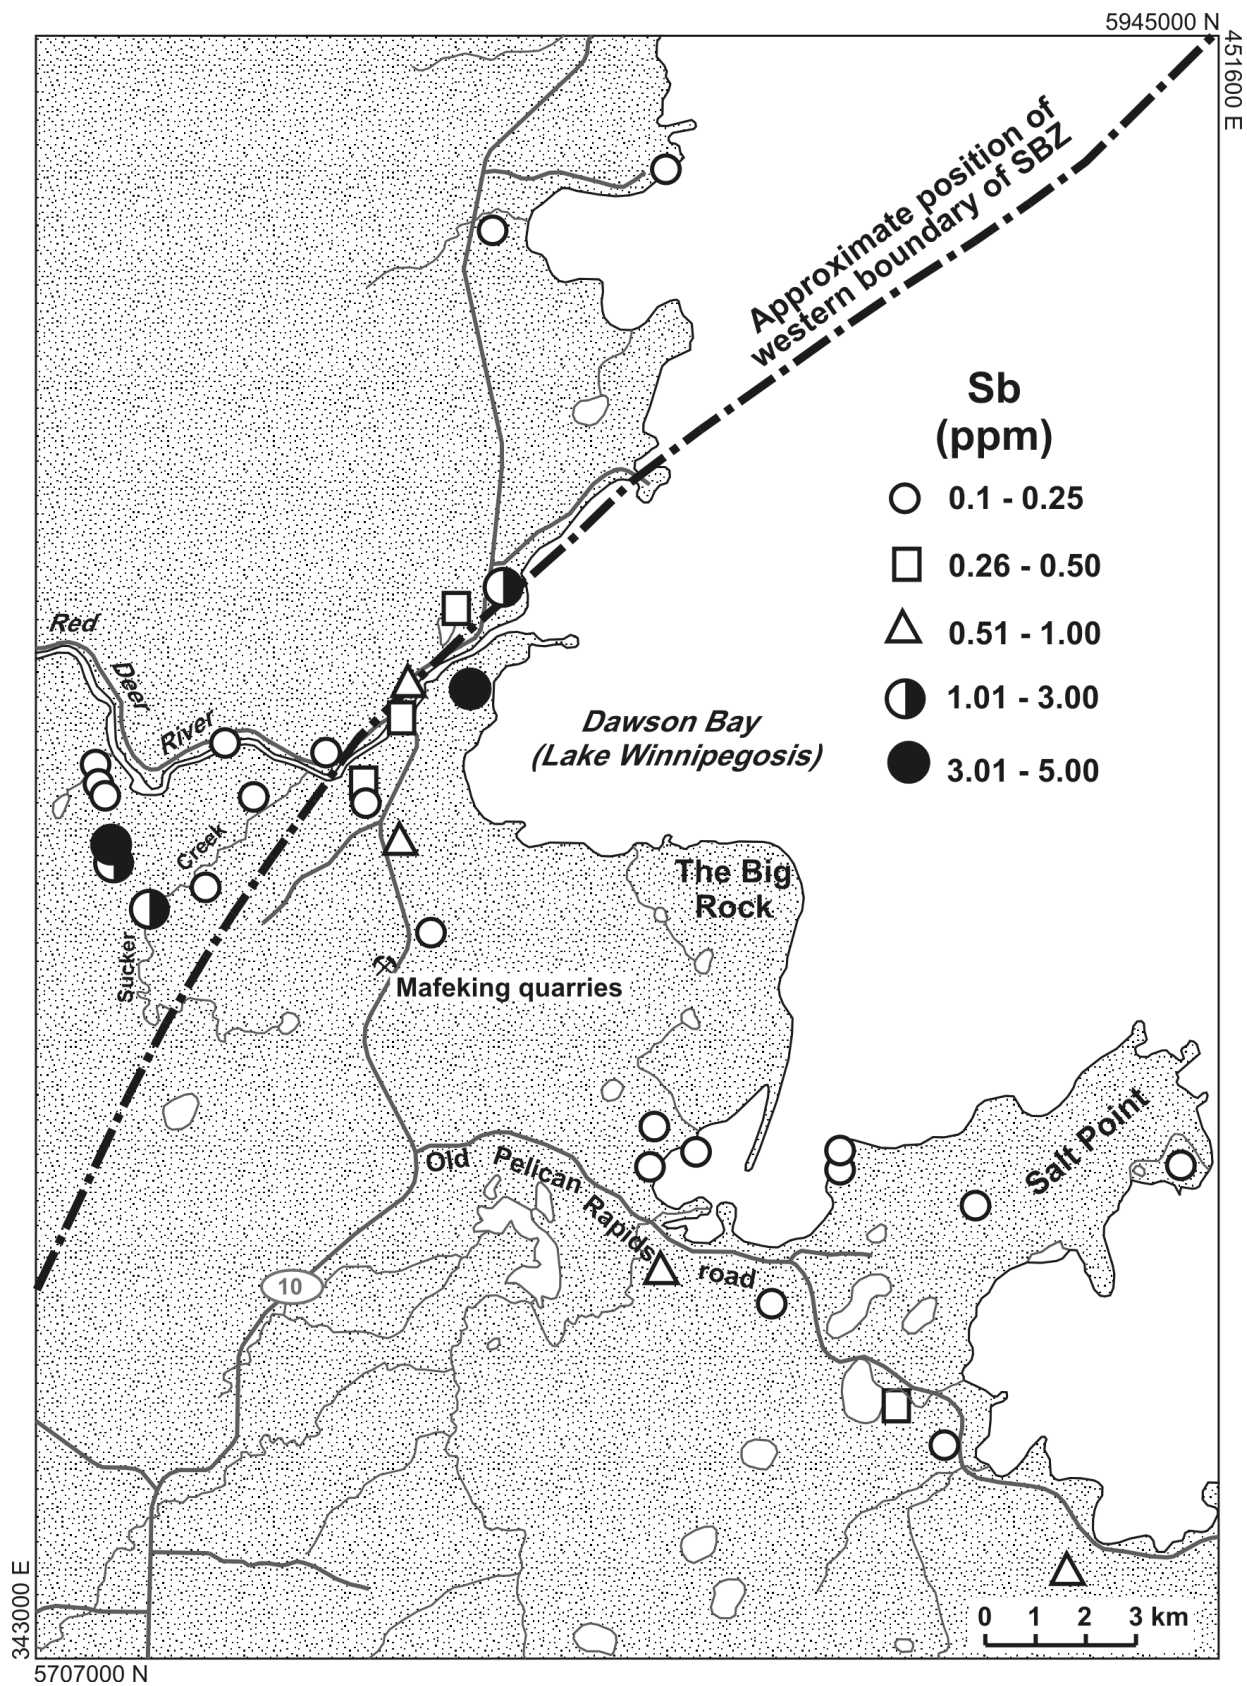 5945000 N
451600 E
Approximate position of
western boundary of SBZ
Sb
(ppm)
0.1 - 0.25
0.26 - 0.50
0.51 - 1.00
1.01 - 3.00
3.01 - 5.00
Red
Deer
River
Dawson Bay
(Lake Winnipegosis)
Creek
Sucker
The Big
Rock
Mafeking quarries
Salt Point
Old Pelican Rapids road
10
0 1 2 3 km
343000 E
5707000 N